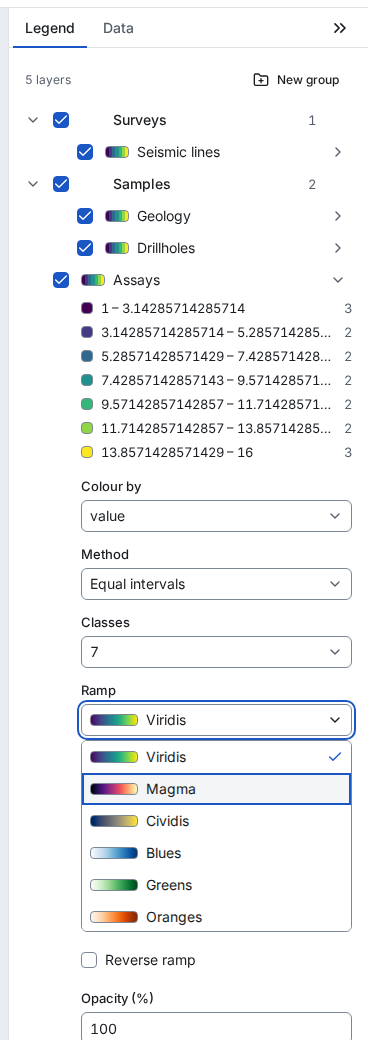 Legend Data
5 layers New group
Surveys 1
Seismic lines
Samples 2
Geology
Drillholes
Assays
1 – 3.14285714285714 3
3.14285714285714 – 5.285714285... 2
5.28571428571429 – 7.428571428... 2
7.42857142857143 – 9.571428571... 2
9.57142857142857 – 11.71428571... 2
11.7142857142857 – 13.85714285... 2
13.8571428571429 – 16 3
Colour by
value
Method
Equal intervals
Classes
7
Ramp
Viridis
Viridis
Magma
Cividis
Blues
Greens
Oranges
Reverse ramp
Opacity (%)
100